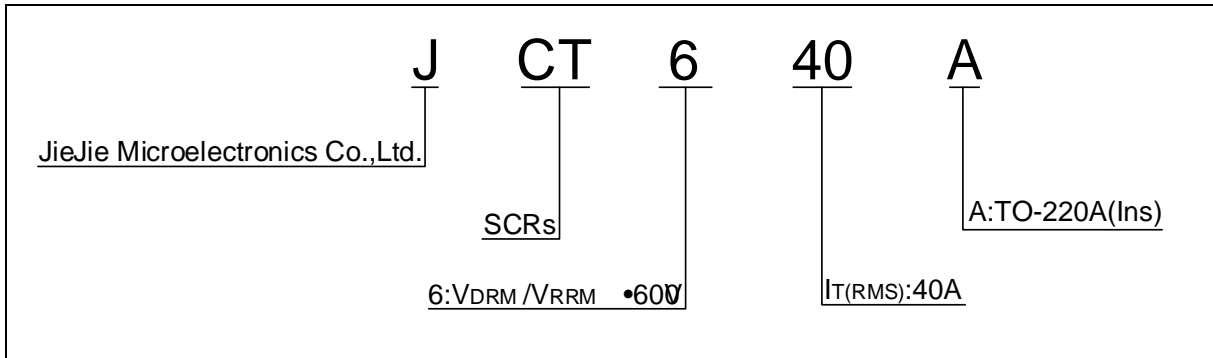 J CT 6 40 A
JieJie Microelectronics Co.,Ltd.
A:TO-220A(Ins)
SCRs
6:VDRM /VRRM •600V
IT(RMS):40A